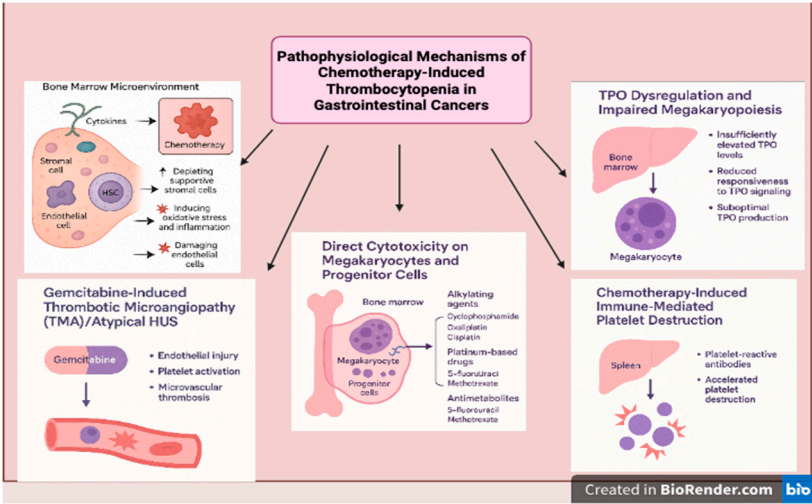 Pathophysiological Mechanisms of
Chemotherapy-Induced
Thrombocytopenia in
Gastrointestinal Cancers
Bone Marrow Microenvironment
Cytokines
Chemotherapy
Stromal
cell
HSC
Endothelial
cell
↑ Depleting
supportive
stromal cells
Inducing
oxidative stress
and inflammation
Damaging
endothelial
cells
TPO Dysregulation and
Impaired Megakaryopoiesis
Bone
marrow
Megakaryocyte
• Insufficiently
elevated TPO
levels
• Reduced
responsiveness
to TPO signaling
• Suboptimal
TPO production
Gemcitabine-Induced
Thrombotic Microangiopathy
(TMA)/Atypical HUS
Gemcitabine
• Endothelial injury
• Platelet activation
• Microvascular
thrombosis
Direct Cytotoxicity on
Megakaryocytes and
Progenitor Cells
Bone marrow
Megakaryocyte
Progenitor
cells
Alkylating
agents
Cyclophosphamide
Oxaliplatin
Cisplatin
Platinum-based
drugs
5-fluorutiracl
Methotrexate
Antimetabolites
5-fluorouracil
Methotrexate
Chemotherapy-Induced
Immune-Mediated
Platelet Destruction
Spleen
• Platelet-reactive
antibodies
• Accelerated
platelet
destruction
Created in BioRender.com bio